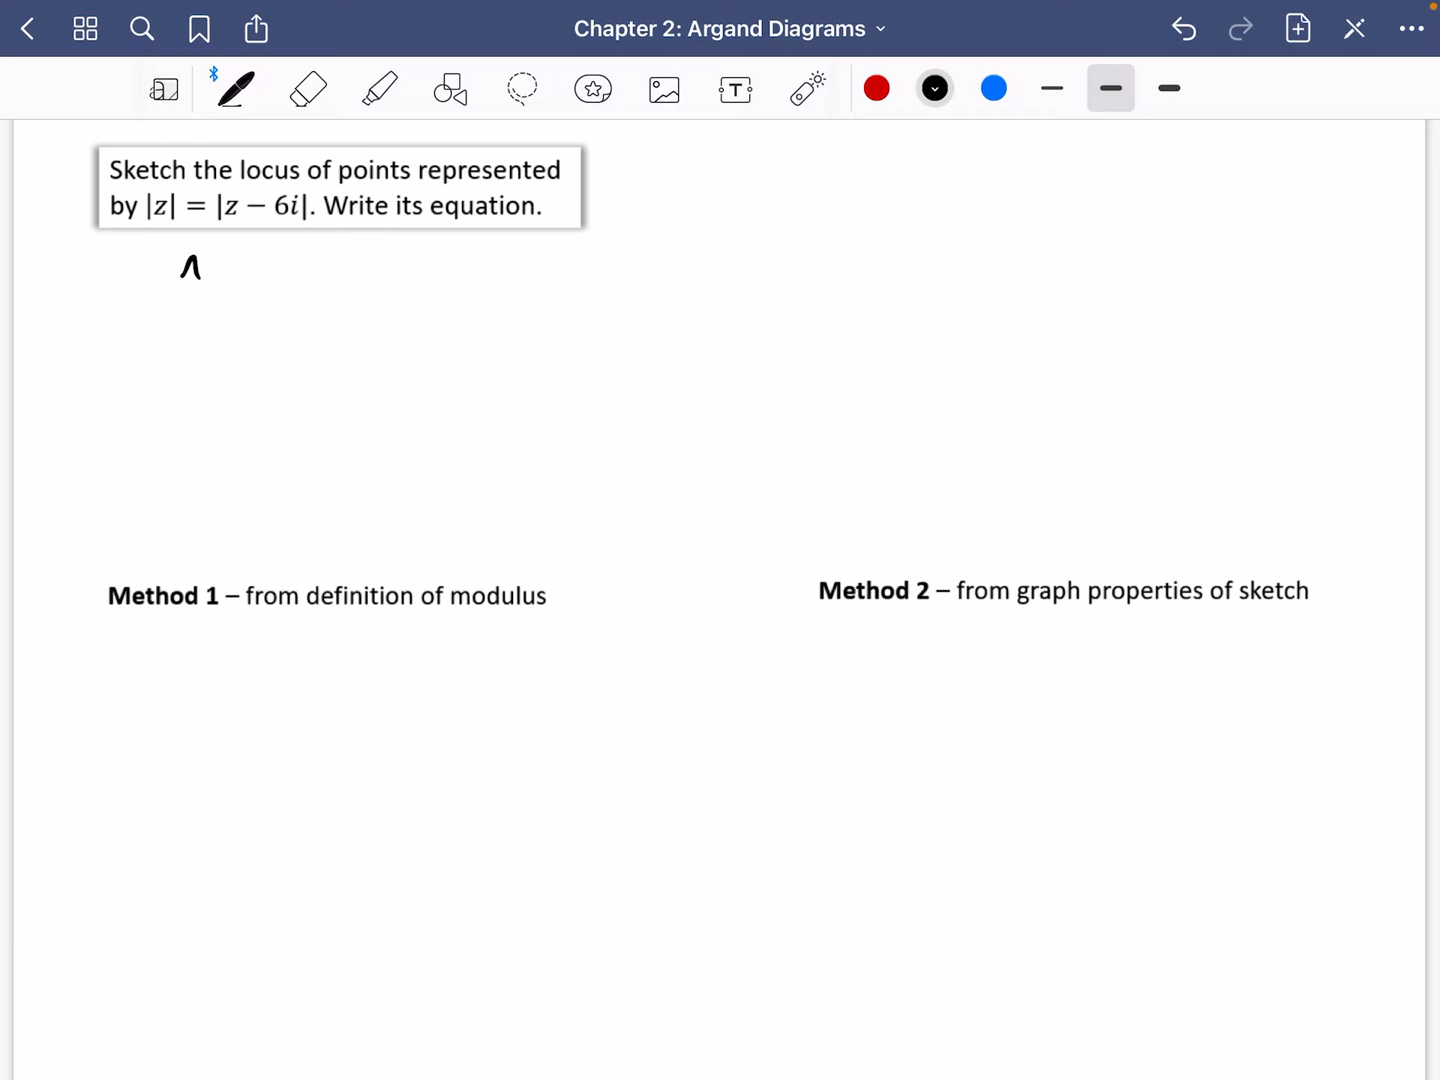 Chapter 2: Argand Diagrams
Sketch the locus of points represented
by |z| = |z − 6i|. Write its equation.
Method 1 – from definition of modulus
Method 2 – from graph properties of sketch